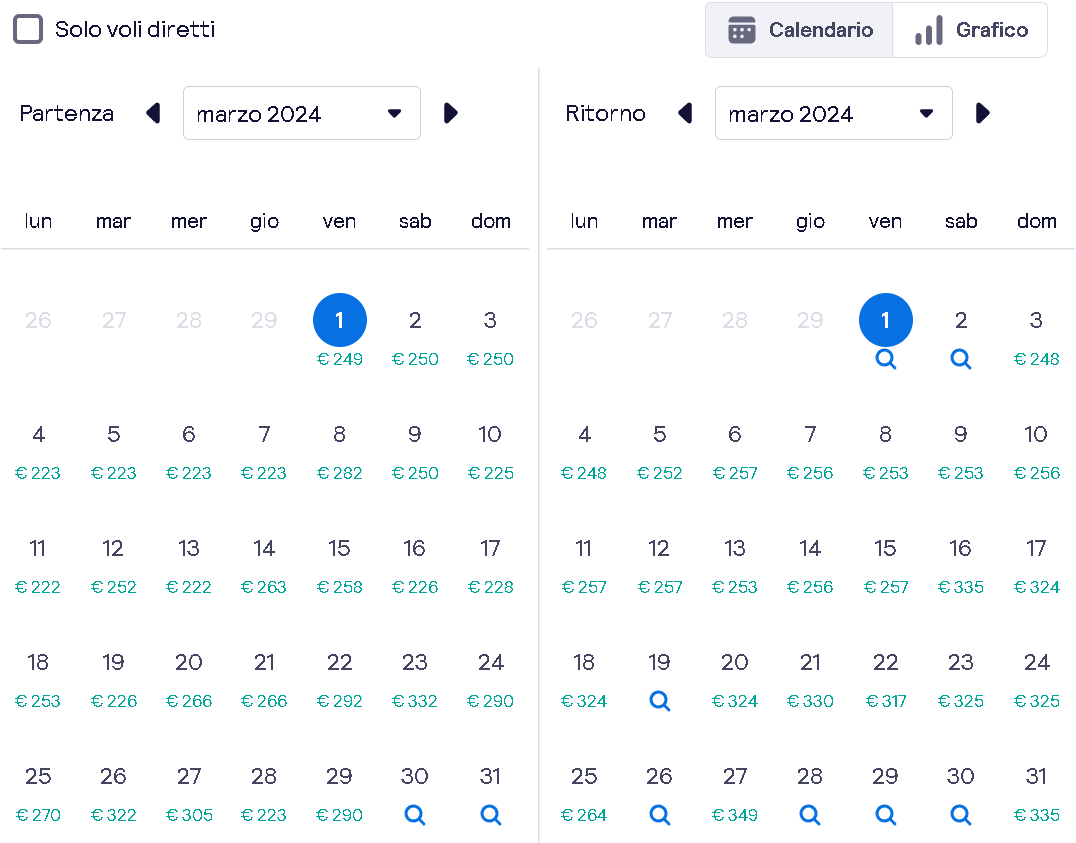 Solo voli diretti
Calendario
Grafico
Partenza
marzo 2024
lun mar mer gio ven sab dom
26 27 28 29 1 2 3
€ 249 € 250 € 250
4 5 6 7 8 9 10
€ 223 € 223 € 223 € 223 € 282 € 250 € 225
11 12 13 14 15 16 17
€ 222 € 252 € 222 € 263 € 258 € 226 € 228
18 19 20 21 22 23 24
€ 253 € 226 € 266 € 266 € 292 € 332 € 290
25 26 27 28 29 30 31
€ 270 € 322 € 305 € 223 € 290
Ritorno
marzo 2024
lun mar mer gio ven sab dom
26 27 28 29 1 2 3
€ 248
4 5 6 7 8 9 10
€ 248 € 252 € 257 € 256 € 253 € 253 € 256
11 12 13 14 15 16 17
€ 257 € 257 € 253 € 256 € 257 € 335 € 324
18 19 20 21 22 23 24
€ 324 € 324 € 330 € 317 € 325 € 325
25 26 27 28 29 30 31
€ 264 € 349 € 335